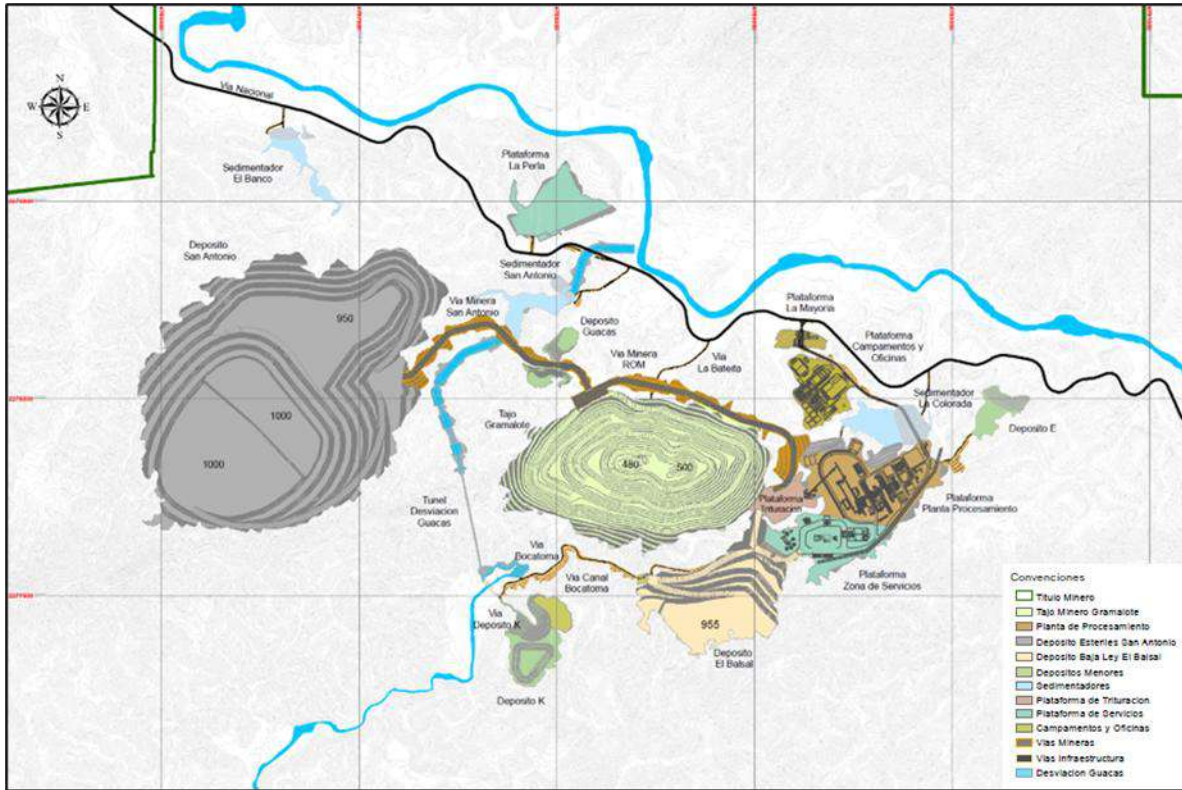 N
W
E
S
Via Nacional
Sedimentador
El Banco
Plataforma
La Perla
Deposito
San Antonio
Sedimentador
San Antonio
Via Minera
San Antonio
950
Deposito
Guacas
Via Minera
ROM
Via
La Bateita
Plataforma
La Mayoria
Plataforma
Campamentos y
Oficinas
Sedimentador
La Colorada
Deposito E
1000
1000
Tajo
Gramalote
480
500
Tunel
Desviacion
Guacas
Plataforma
Trituracion
Plataforma
Planta Procesamiento
Via
Bocatoma
Via Canal
Bocatoma
Plataforma
Zona de Servicios
Via
Deposito K
955
Deposito
El Balsal
Deposito K
Convenciones
Titulo Minero
Tajo Minero Gramalote
Planta de Procesamiento
Deposito Esteriles San Antonio
Deposito Baja Ley El Balsal
Depositos Menores
Sedimentadores
Plataforma de Trituracion
Plataforma de Servicios
Campamentos y Oficinas
Vias Mineras
Vias Infraestructura
Desviacion Guacas